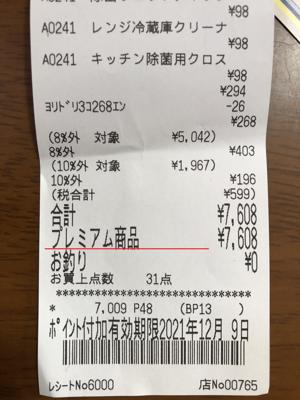 ¥98
A0241 レンジ冷蔵庫クリーナ
¥98
A0241 キッチン除菌用クロス
¥98
¥294
ﾖﾘﾄﾞﾘ3ｺ268ｴﾝ -26
¥268
(8%外 対象 ¥5,042)
8%外 ¥403
(10%外 対象 ¥1,967)
10%外 ¥196
(税合計 ¥599)
合計 ¥7,608
プレミアム商品 ¥7,608
お釣り ¥0
お買上点数 31点
* 7,009 P48 (BP13 )
ﾎﾟｲﾝﾄ付加有効期限2021年12月 9日
レシートNo6000 店No00765